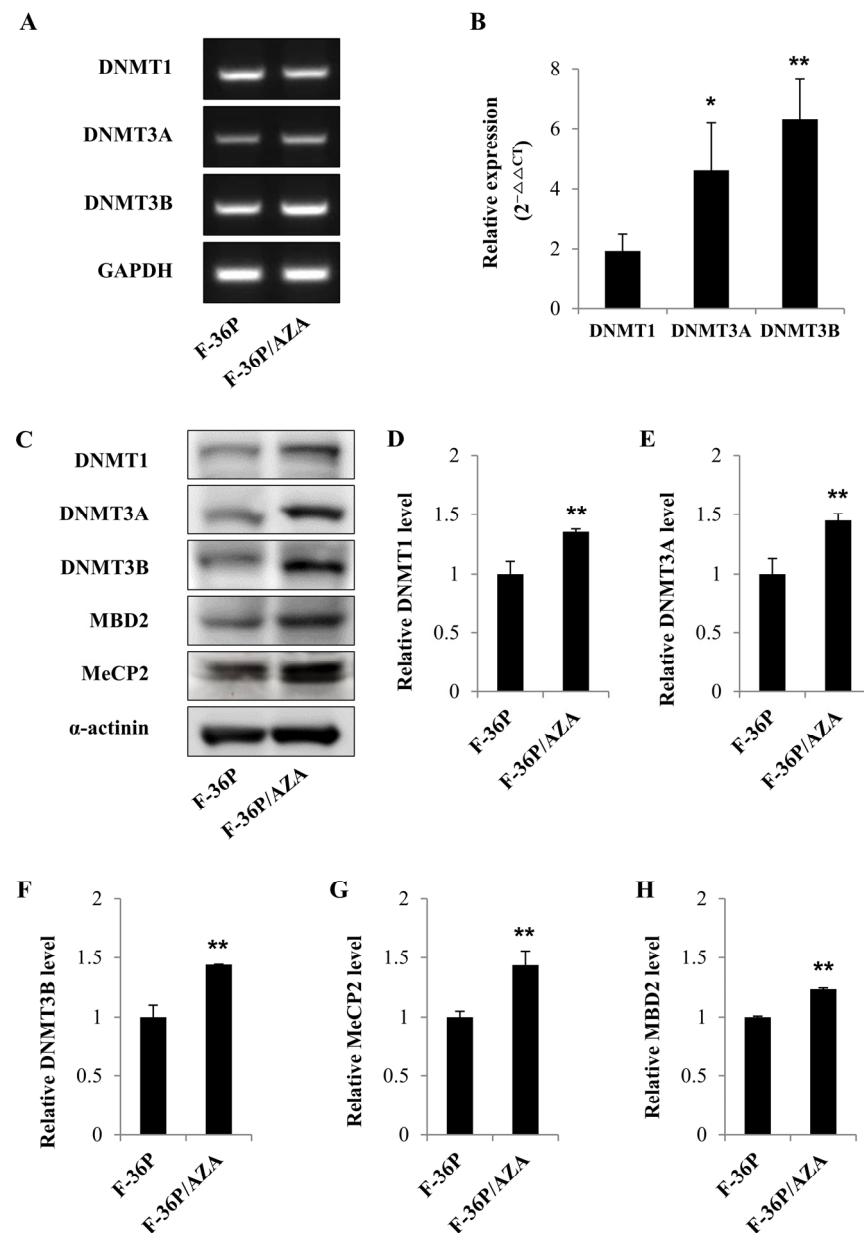 A
DNMT1
DNMT3A
DNMT3B
GAPDH
F-36P
F-36P/AZA
B
Relative expression
(2−△△CT)
8
6
4
2
0
*
**
DNMT1
DNMT3A
DNMT3B
C
DNMT1
DNMT3A
DNMT3B
MBD2
MeCP2
α-actinin
F-36P
F-36P/AZA
D
Relative DNMT1 level
2
1.5
1
0.5
0
**
F-36P
F-36P/AZA
E
Relative DNMT3A level
2
1.5
1
0.5
0
**
F-36P
F-36P/AZA
F
Relative DNMT3B level
2
1.5
1
0.5
0
**
F-36P
F-36P/AZA
G
Relative MeCP2 level
2
1.5
1
0.5
0
**
F-36P
F-36P/AZA
H
Relative MBD2 level
2
1.5
1
0.5
0
**
F-36P
F-36P/AZA